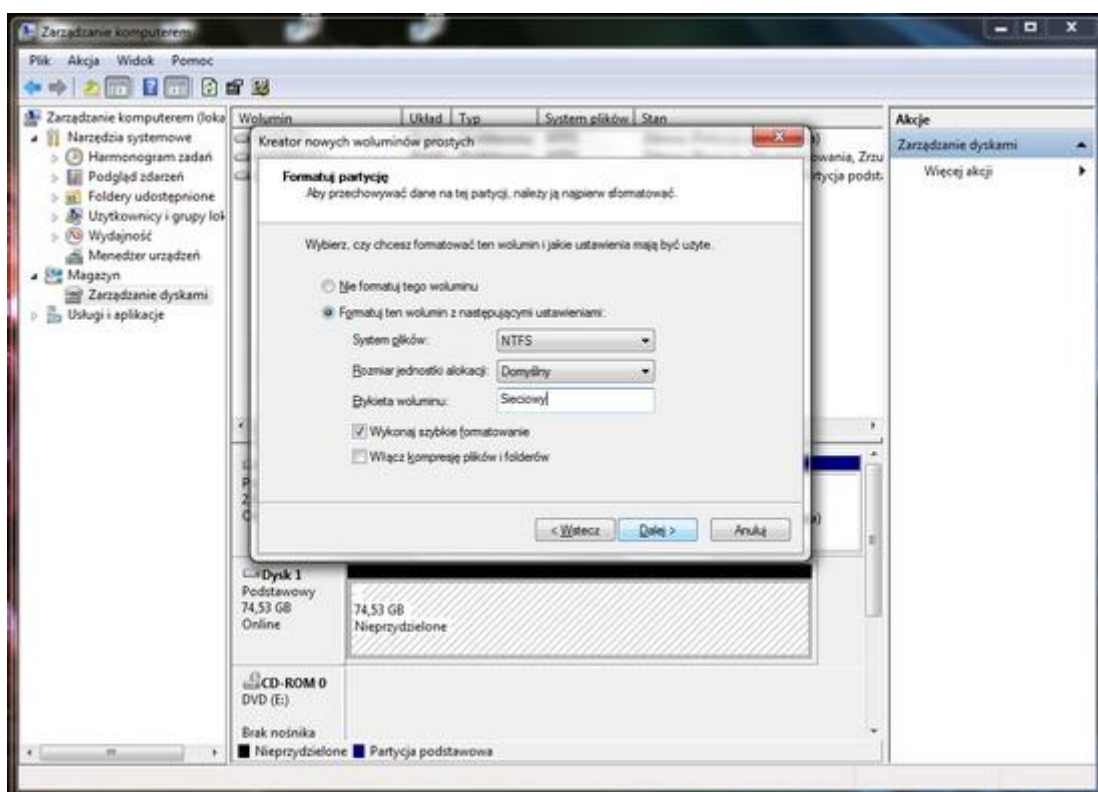 Zarządzanie komputerem
Plik Akcja Widok Pomoc
Zarządzanie komputerem (loka
Narzędzia systemowe
Harmonogram zadań
Podgląd zdarzeń
Foldery udostępnione
Użytkownicy i grupy lok
Wydajność
Menedżer urządzeń
Magazyn
Zarządzanie dyskami
Usługi i aplikacje
Wolumin Układ Typ System plików Stan
owania, Zrzu
rtycja podst
Kreator nowych woluminów prostych
Formatuj partycję
Aby przechowywać dane na tej partycji, należy ją najpierw sformatować.
Wybierz, czy chcesz formatować ten wolumin i jakie ustawienia mają być użyte.
Nie formatuj tego woluminu
Formatuj ten wolumin z następującymi ustawieniami:
System plików: NTFS
Rozmiar jednostki alokacji: Domyślny
Etykieta woluminu: Sieciowy
Wykonaj szybkie formatowanie
Włącz kompresję plików i folderów
< Wstecz Dalej > Anuluj
Dysk 1
Podstawowy
74,53 GB
Online
74,53 GB
Nieprzydzielone
CD-ROM 0
DVD (E:)
Brak nośnika
Nieprzydzielone Partycja podstawowa
Akcje
Zarządzanie dyskami
Więcej akcji